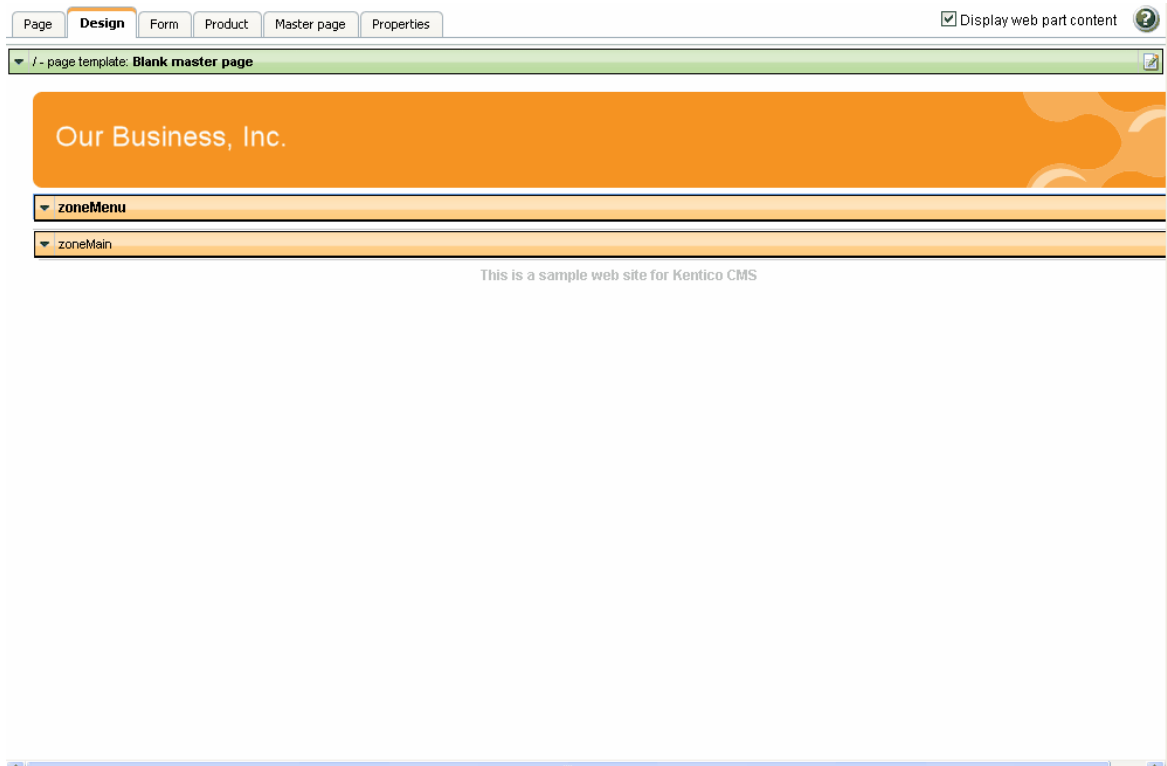 Page Design Form Product Master page Properties Display web part content ?
/ - page template: Blank master page
Our Business, Inc.
zoneMenu
zoneMain
This is a sample web site for Kentico CMS